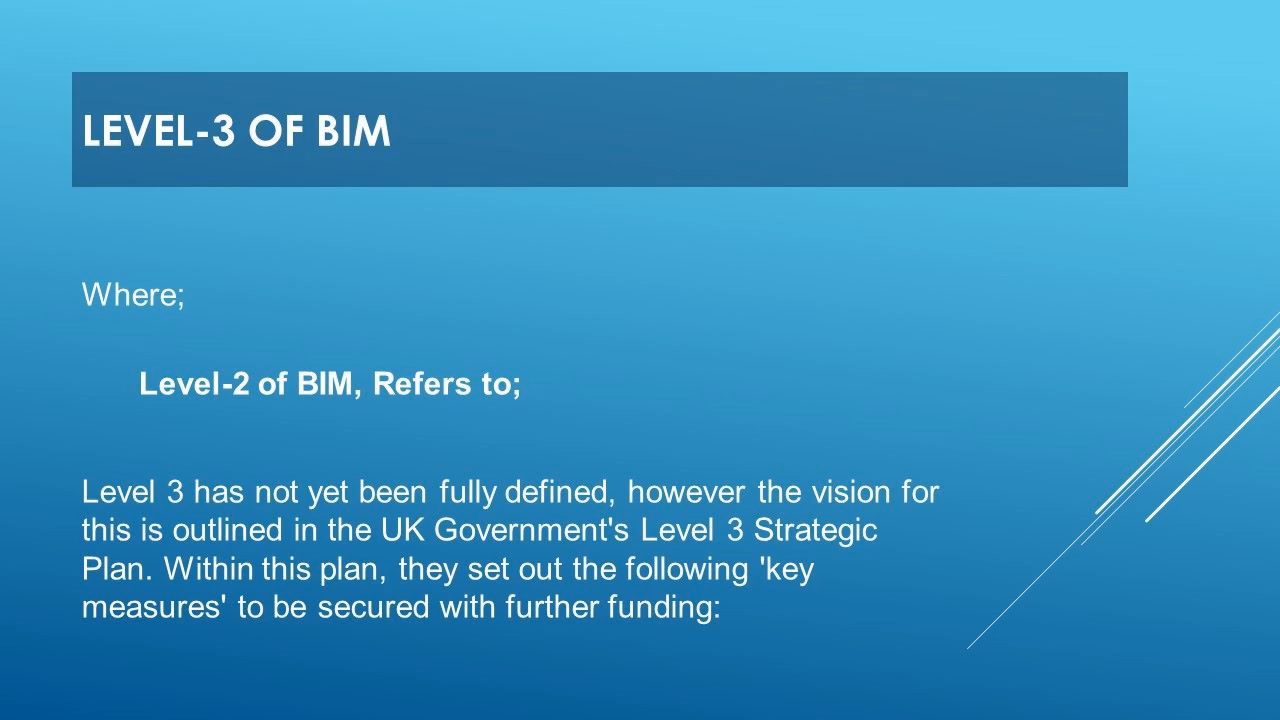 LEVEL-3 OF BIM
Where;
Level-2 of BIM, Refers to;
Level 3 has not yet been fully defined, however the vision for
this is outlined in the UK Government's Level 3 Strategic
Plan. Within this plan, they set out the following 'key
measures' to be secured with further funding: